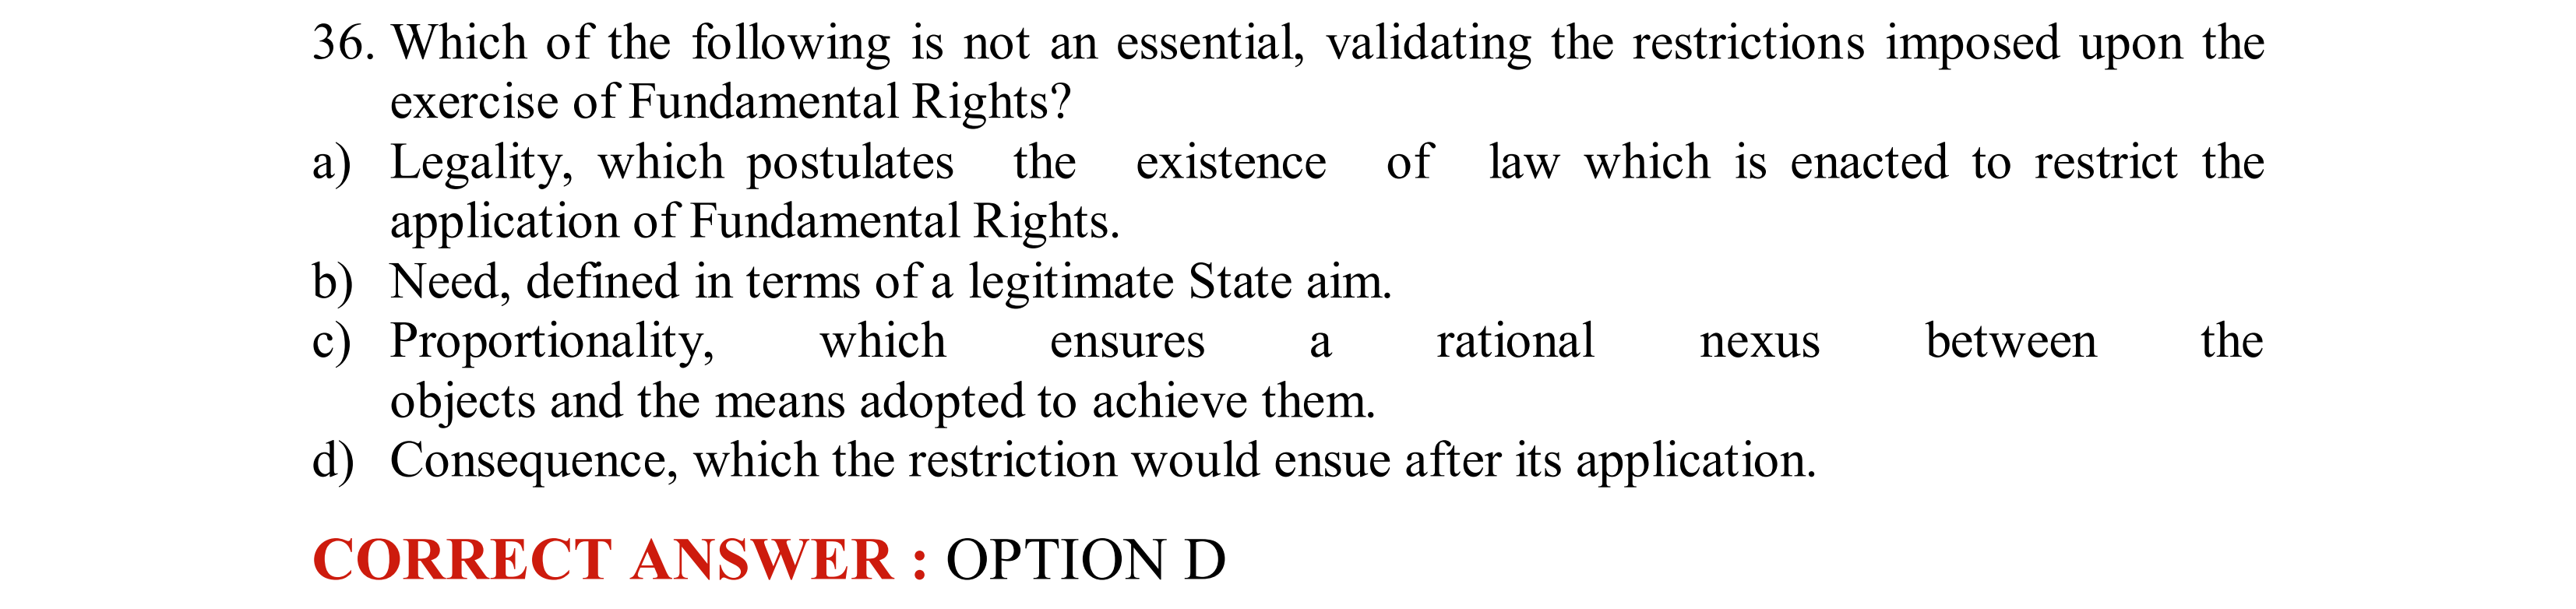 36. Which of the following is not an essential, validating the restrictions imposed upon the
exercise of Fundamental Rights?
a) Legality, which postulates the existence of law which is enacted to restrict the
application of Fundamental Rights.
b) Need, defined in terms of a legitimate State aim.
c) Proportionality, which ensures a rational nexus between the
objects and the means adopted to achieve them.
d) Consequence, which the restriction would ensue after its application.
CORRECT ANSWER : OPTION D